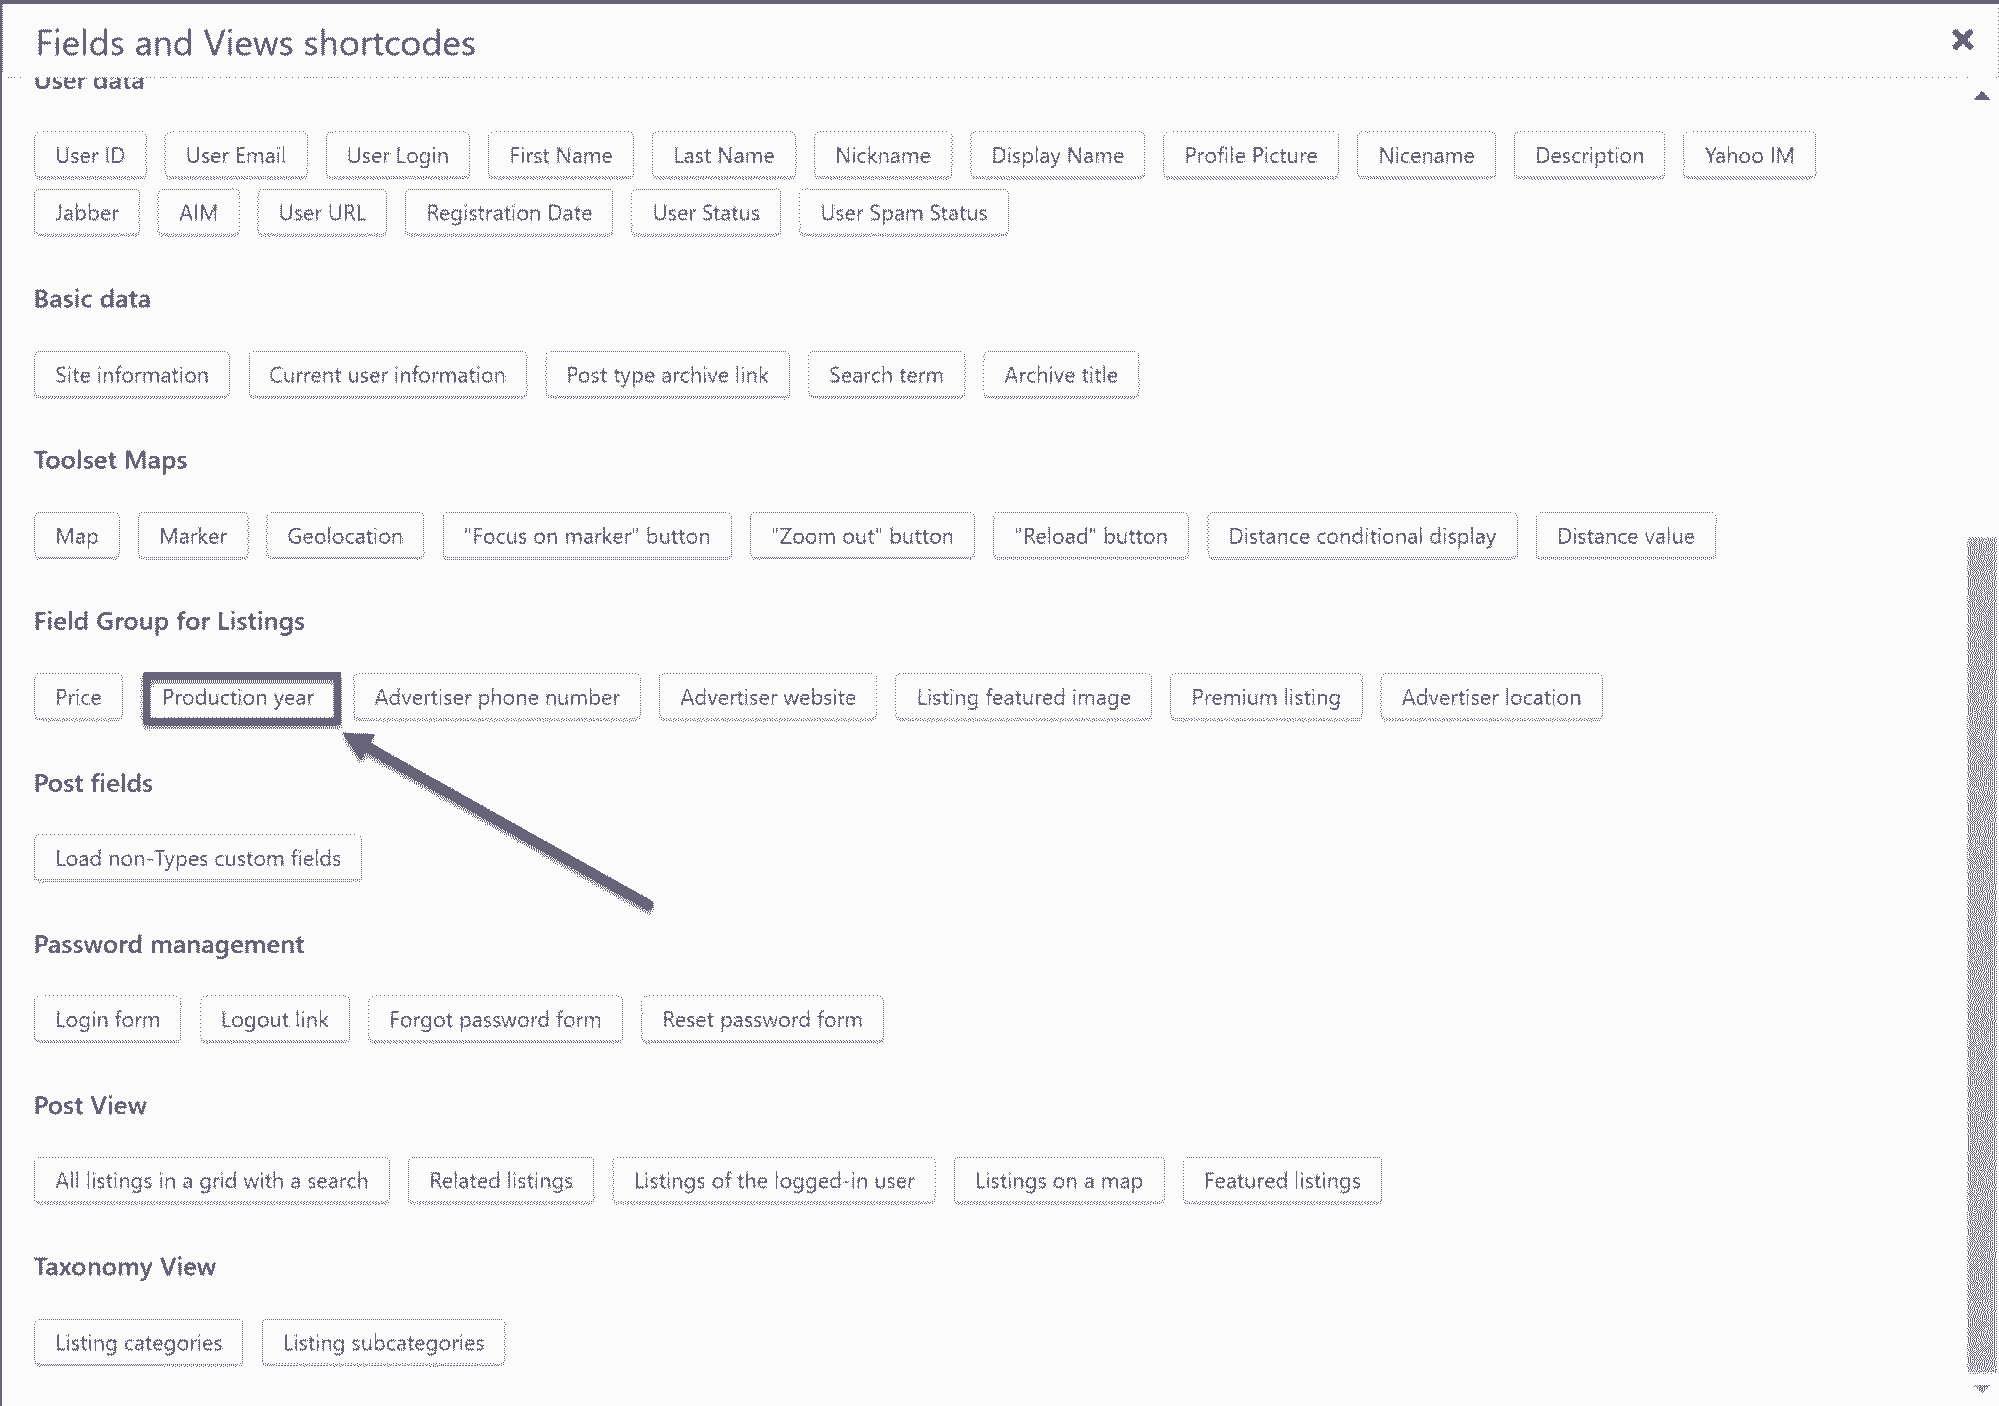 Fields and Views shortcodes
User data
User ID User Email User Login First Name Last Name Nickname Display Name Profile Picture Nicename Description Yahoo IM
Jabber AIM User URL Registration Date User Status User Spam Status
Basic data
Site information Current user information Post type archive link Search term Archive title
Toolset Maps
Map Marker Geolocation "Focus on marker" button "Zoom out" button "Reload" button Distance conditional display Distance value
Field Group for Listings
Price Production year Advertiser phone number Advertiser website Listing featured image Premium listing Advertiser location
Post fields
Load non-Types custom fields
Password management
Login form Logout link Forgot password form Reset password form
Post View
All listings in a grid with a search Related listings Listings of the logged-in user Listings on a map Featured listings
Taxonomy View
Listing categories Listing subcategories